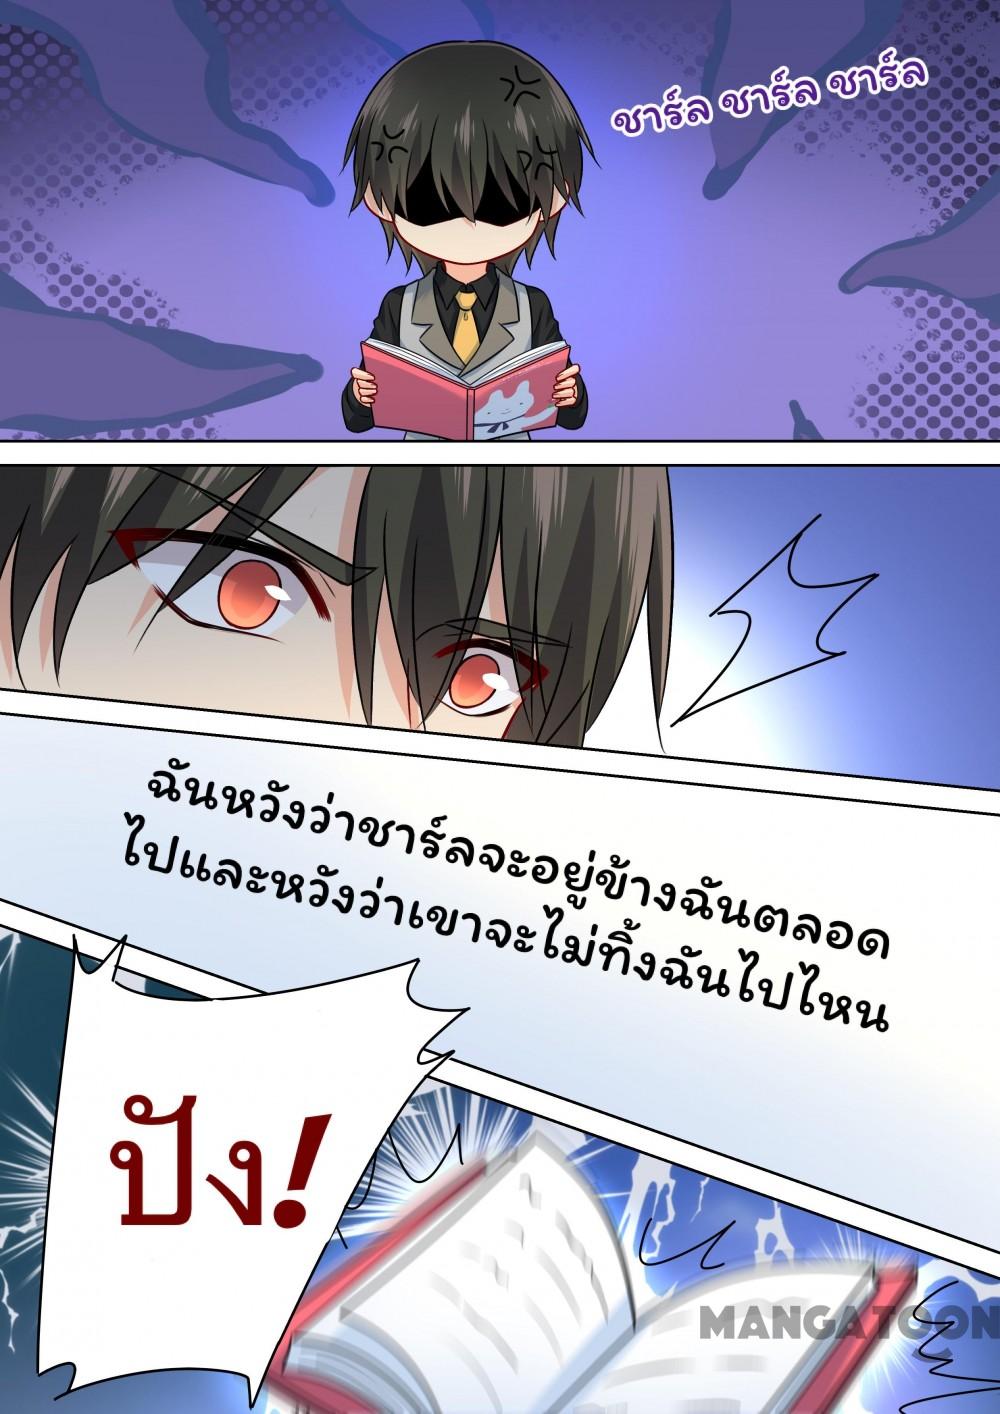 ชาร์ล ชาร์ล ชาร์ล
ฉันหวังว่าชาร์ลจะอยู่ข้างฉันตลอด
ไปและหวังว่าเขาจะไม่ทิ้งฉันไปไหน
ปัง!
MANGATOON